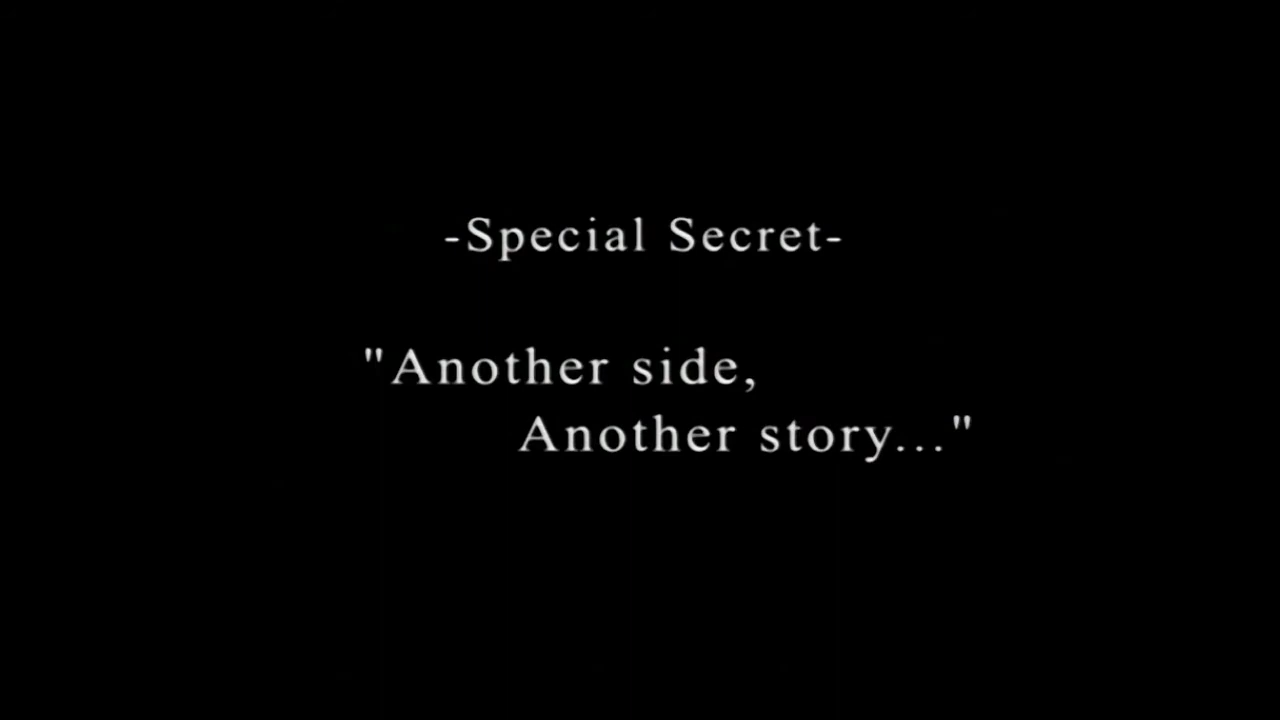 -Special Secret-
"Another side,
Another story..."